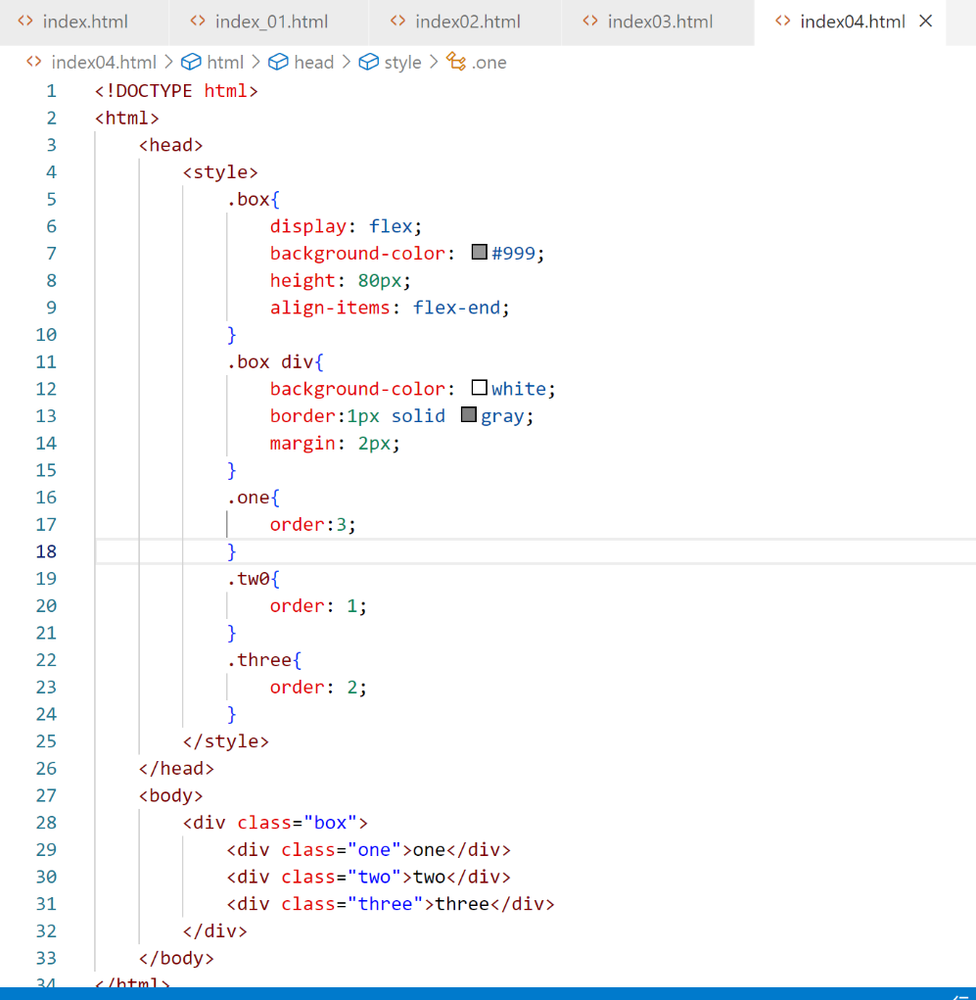 index.html index_01.html index02.html index03.html index04.html
index04.html > html > head > style > .one
1 <!DOCTYPE html>
2 <html>
3 <head>
4 <style>
5 .box{
6 display: flex;
7 background-color: #999;
8 height: 80px;
9 align-items: flex-end;
10 }
11 .box div{
12 background-color: white;
13 border:1px solid gray;
14 margin: 2px;
15 }
16 .one{
17 order:3;
18 }
19 .tw0{
20 order: 1;
21 }
22 .three{
23 order: 2;
24 }
25 </style>
26 </head>
27 <body>
28 <div class="box">
29 <div class="one">one</div>
30 <div class="two">two</div>
31 <div class="three">three</div>
32 </div>
33 </body>
34 </html>